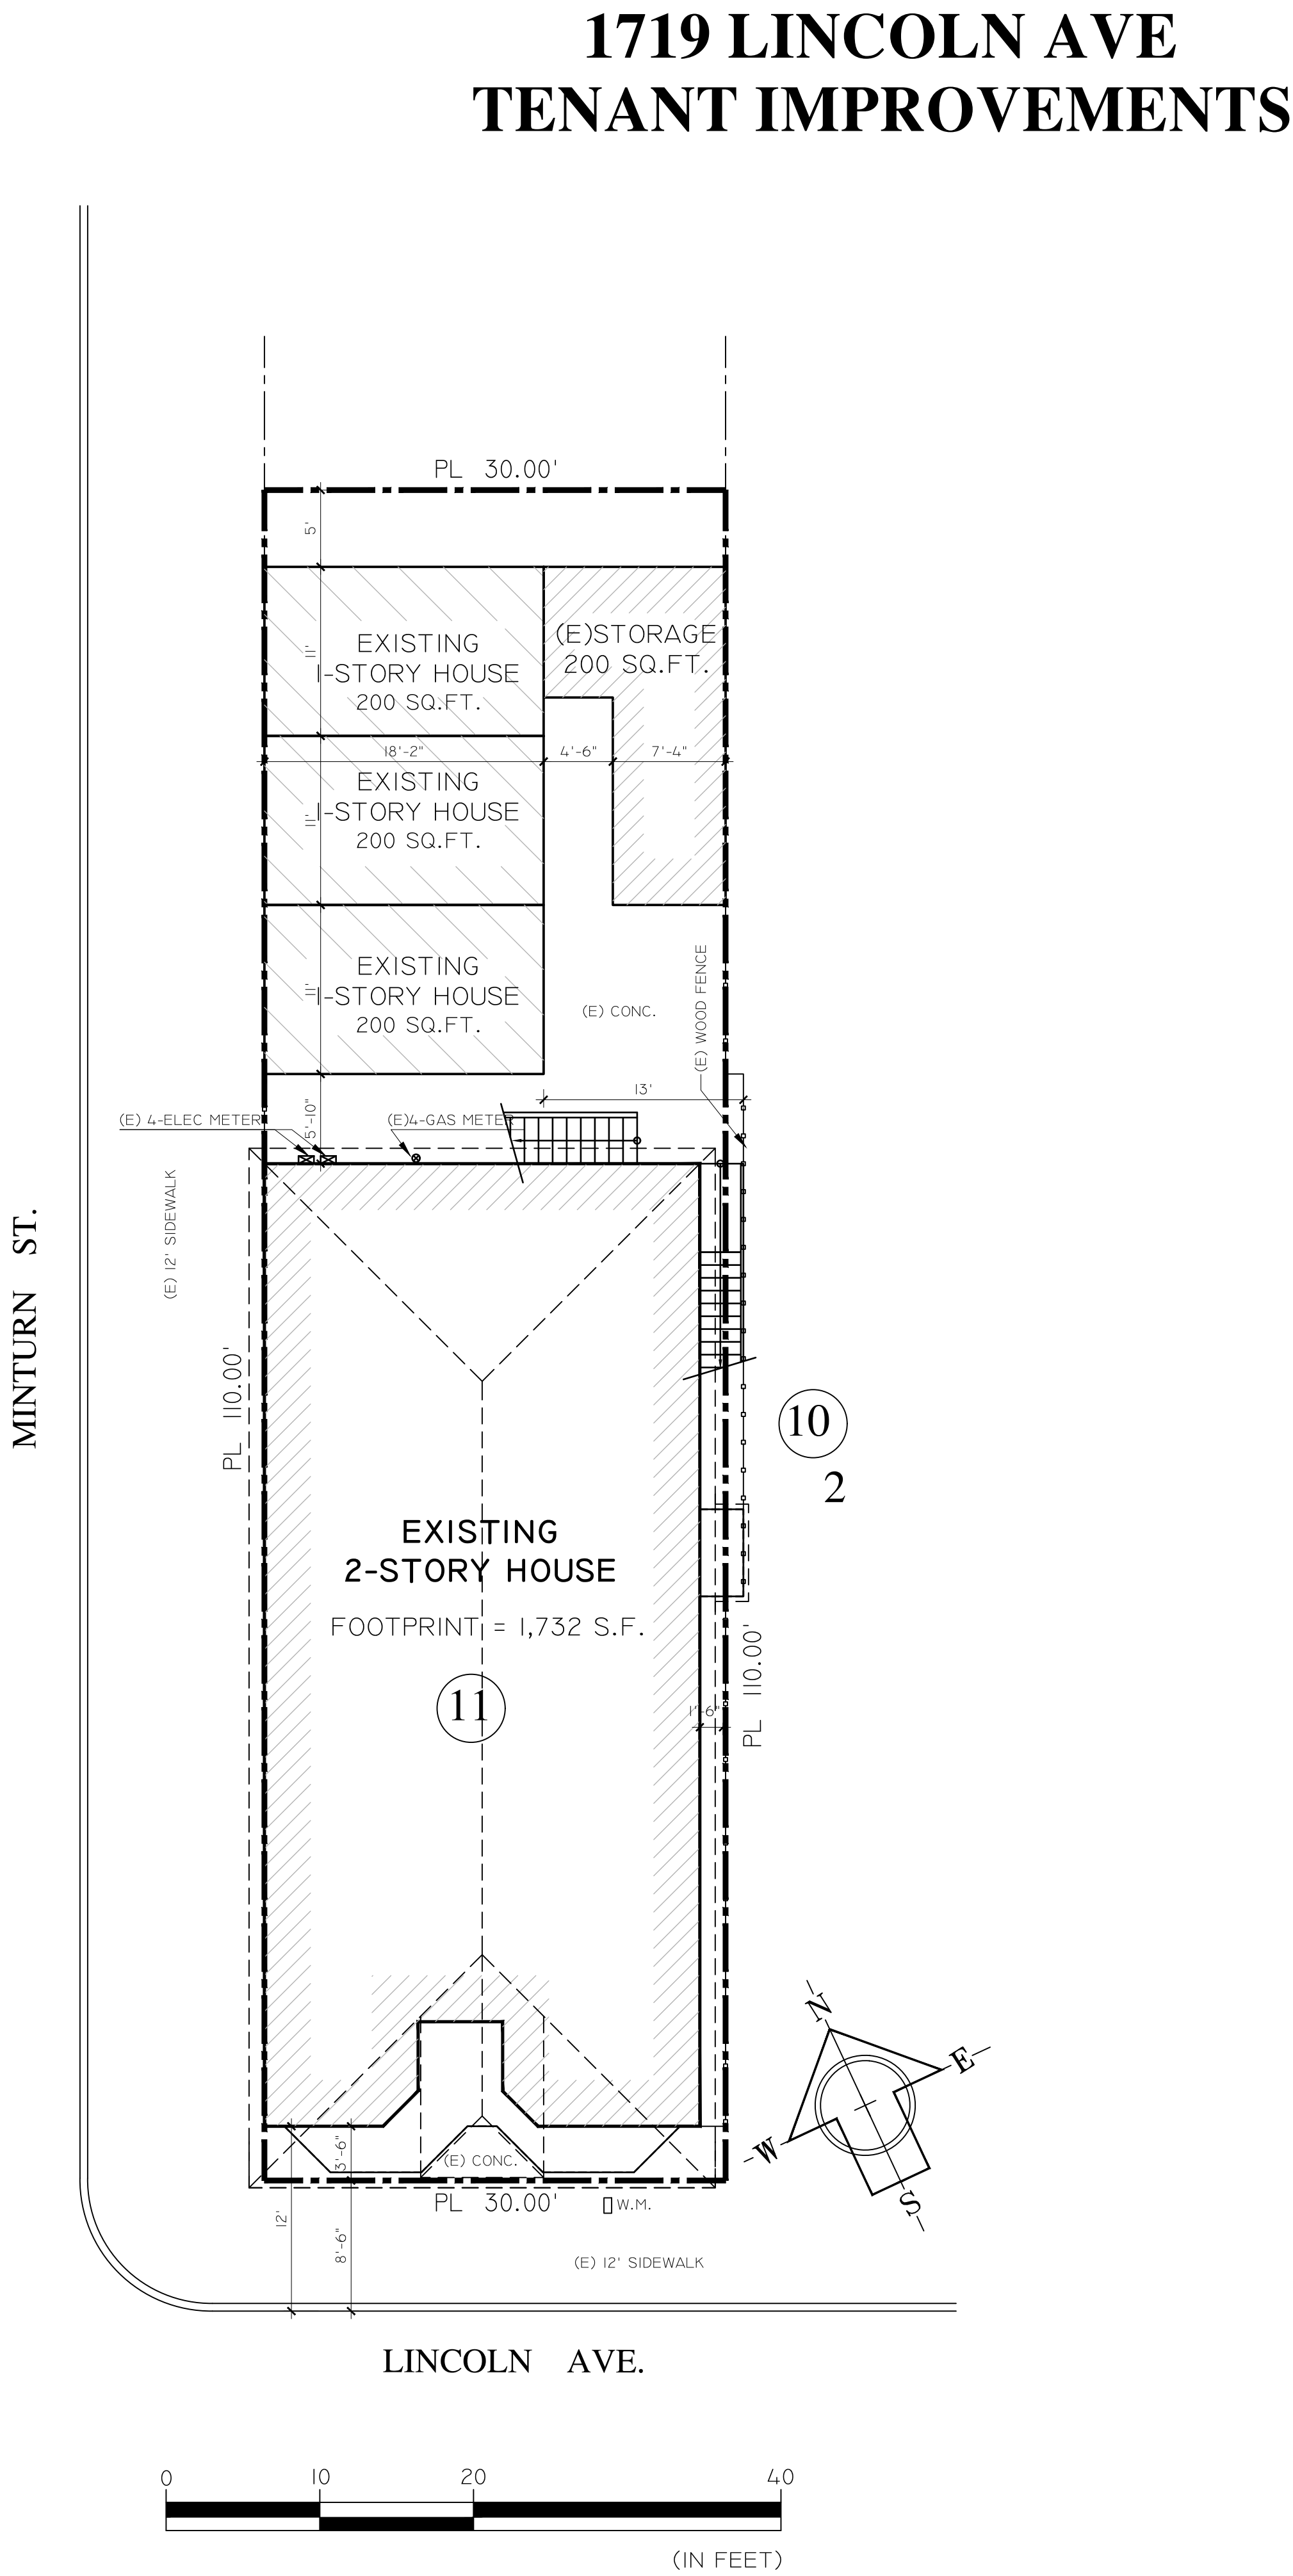 1719 LINCOLN AVE
TENANT IMPROVEMENTS
PL 30.00'
5'
EXISTING
1-STORY HOUSE
200 SQ.FT.
11'
(E)STORAGE
200 SQ.FT.
18'-2"
4'-6"
7'-4"
EXISTING
1-STORY HOUSE
200 SQ.FT.
11'
EXISTING
1-STORY HOUSE
200 SQ.FT.
11'
(E) CONC.
(E) WOOD FENCE
13'
(E) 4-ELEC METER
5'-10"
(E)4-GAS METER
(E) 12' SIDEWALK
MINTURN ST.
PL 110.00'
10
2
EXISTING
2-STORY HOUSE
FOOTPRINT = 1,732 S.F.
11
1'-6"
PL 110.00'
N
E
W
S
3'-6"
(E) CONC.
PL 30.00'
W.M.
12'
8'-6"
(E) 12' SIDEWALK
LINCOLN AVE.
0 10 20 40
(IN FEET)